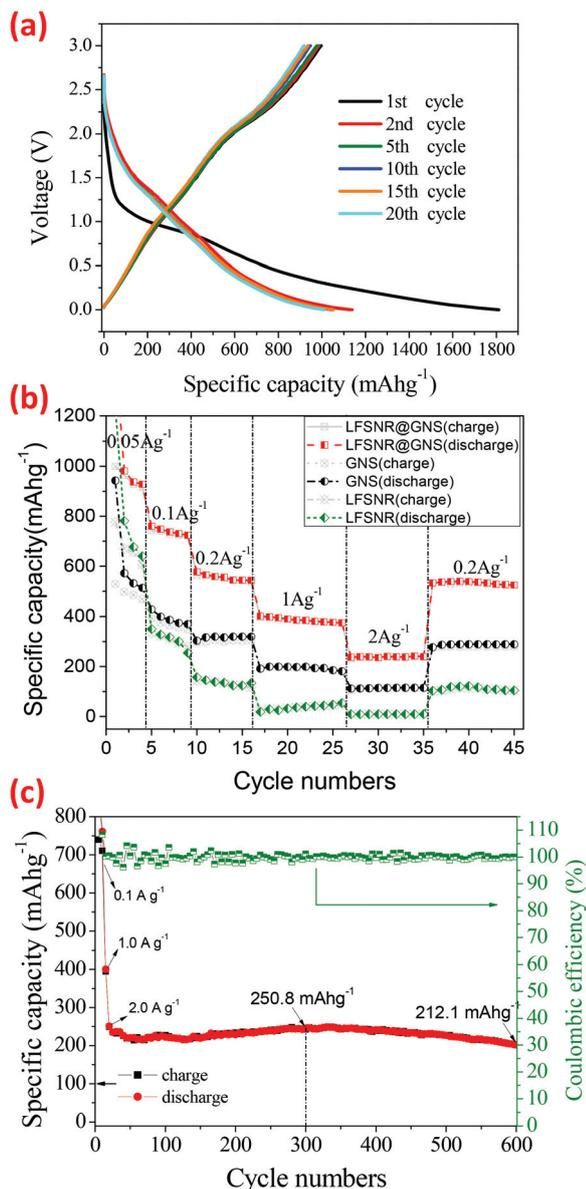 (a)
3.0
2.5
2.0
1.5
1.0
0.5
0.0
Voltage (V)
1st cycle
2nd cycle
5th cycle
10th cycle
15th cycle
20th cycle
0 200 400 600 800 1000 1200 1400 1600 1800
Specific capacity (mAhg⁻¹)
(b)
1200
1000
800
600
400
200
0
Specific capacity(mAhg⁻¹)
LFSNR@GNS(charge)
LFSNR@GNS(discharge)
GNS(charge)
GNS(discharge)
LFSNR(charge)
LFSNR(discharge)
0.05Ag⁻¹
0.1Ag⁻¹
0.2Ag⁻¹
1Ag⁻¹
2Ag⁻¹
0.2Ag⁻¹
0 5 10 15 20 25 30 35 40 45
Cycle numbers
(c)
800
700
600
500
400
300
200
100
0
Specific capacity (mAhg⁻¹)
0.1 A g⁻¹
1.0 A g⁻¹
2.0 A g⁻¹
250.8 mAhg⁻¹
212.1 mAhg⁻¹
charge
discharge
110
100
90
80
70
60
50
40
30
20
10
0
Coulombic efficiency (%)
0 100 200 300 400 500 600
Cycle numbers